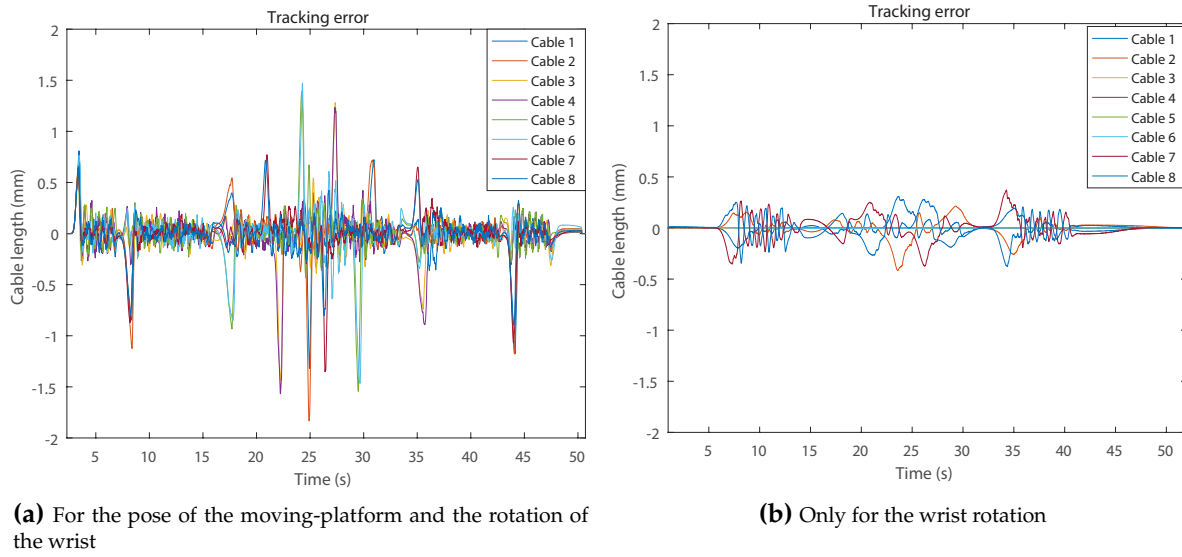 Tracking error
2
1.5
1
0.5
0
-0.5
-1
-1.5
-2
Cable length (mm)
5 10 15 20 25 30 35 40 45 50
Time (s)
Cable 1
Cable 2
Cable 3
Cable 4
Cable 5
Cable 6
Cable 7
Cable 8
(a) For the pose of the moving-platform and the rotation of
the wrist
Tracking error
2
1.5
1
0.5
0
-0.5
-1
-1.5
-2
Cable length (mm)
5 10 15 20 25 30 35 40 45 50
Time (s)
Cable 1
Cable 2
Cable 3
Cable 4
Cable 5
Cable 6
Cable 7
Cable 8
(b) Only for the wrist rotation